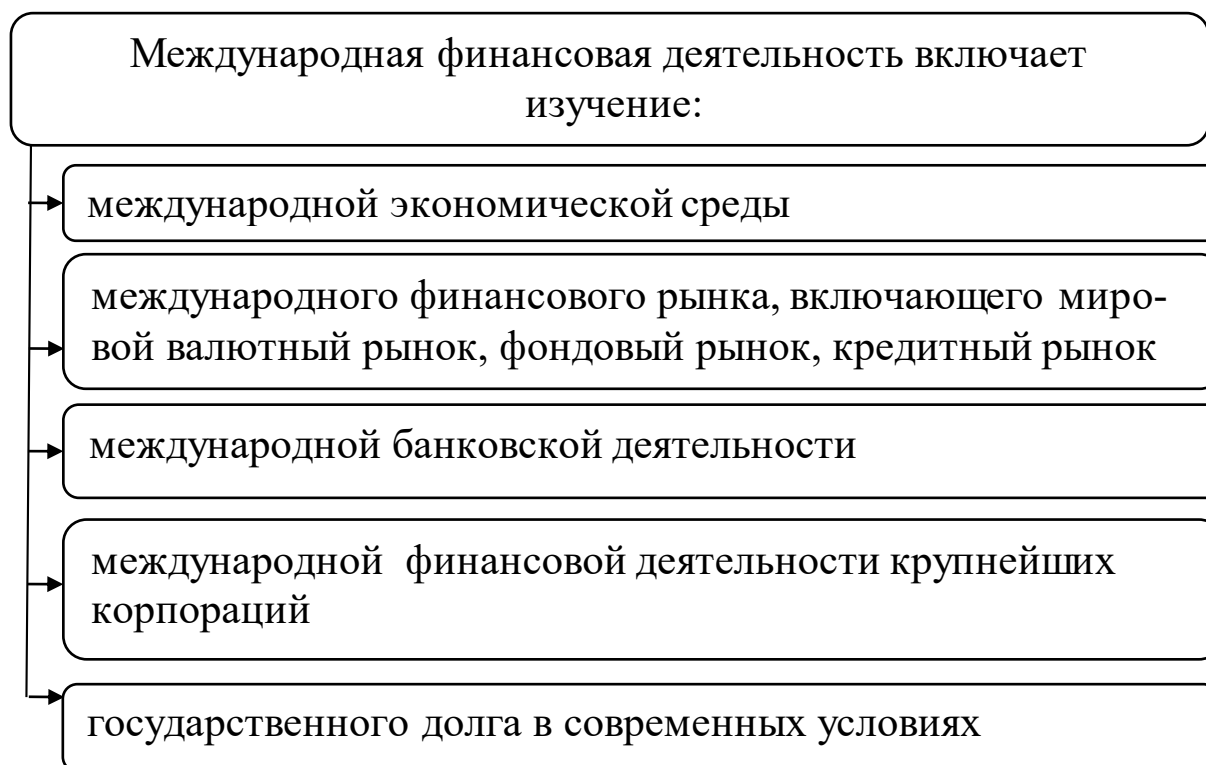 Международная финансовая деятельность включает
изучение:
международной экономической среды
международного финансового рынка, включающего миро-
вой валютный рынок, фондовый рынок, кредитный рынок
международной банковской деятельности
международной финансовой деятельности крупнейших
корпораций
государственного долга в современных условиях